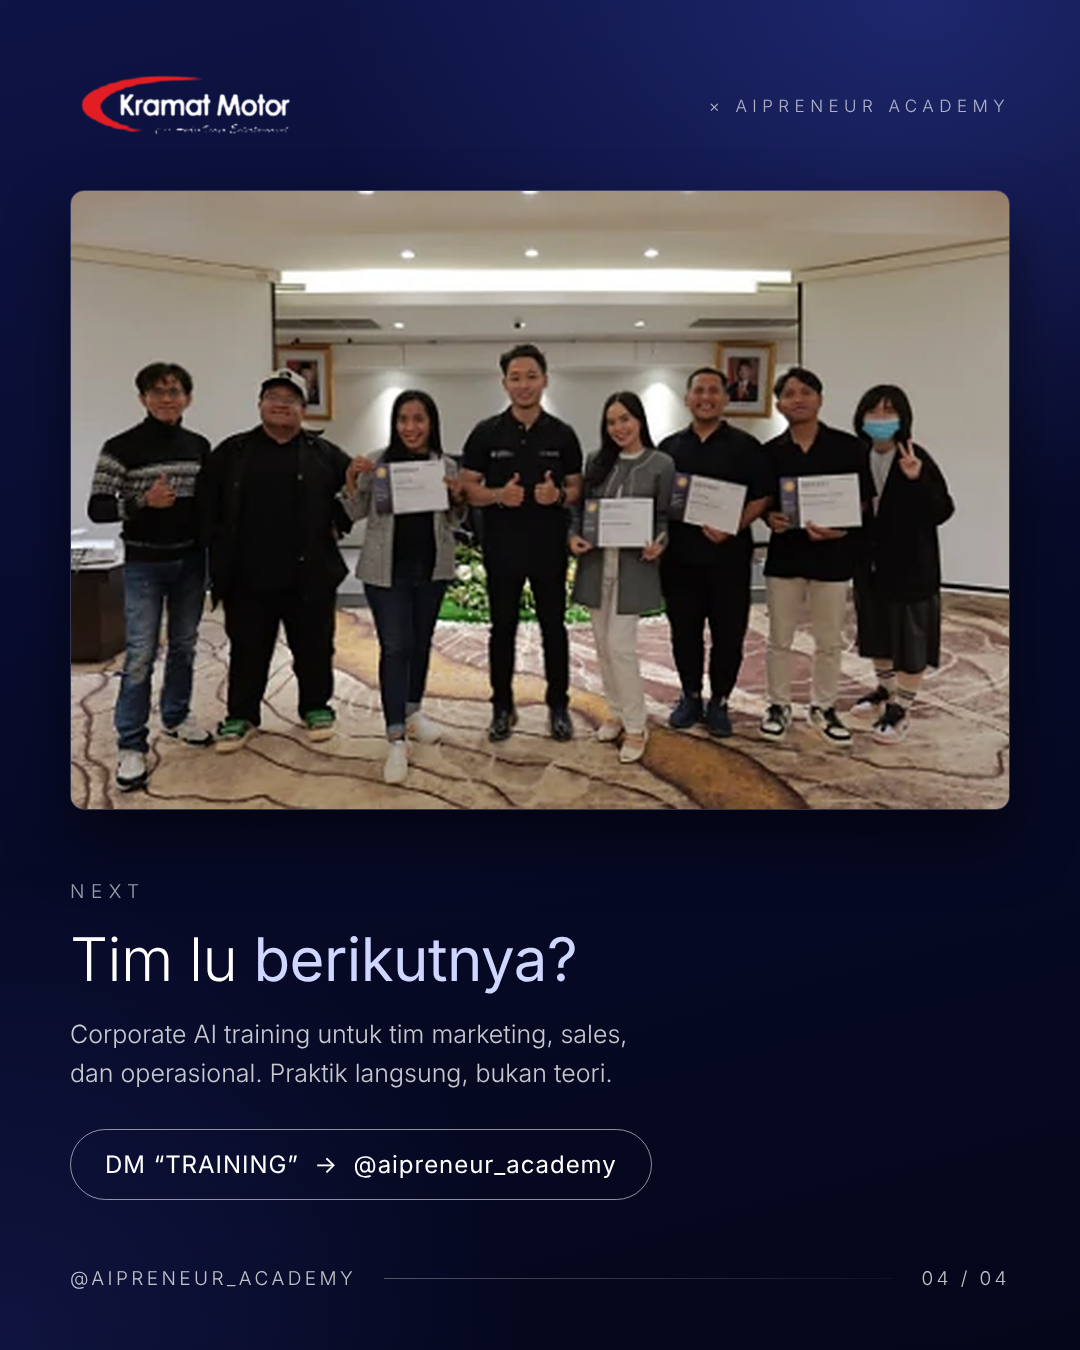 Kramat Motor
× AIPRENEUR ACADEMY
NEXT
Tim lu berikutnya?
Corporate AI training untuk tim marketing, sales,
dan operasional. Praktik langsung, bukan teori.
DM “TRAINING” → @aipreneur_academy
@AIPRENEUR_ACADEMY
04 / 04